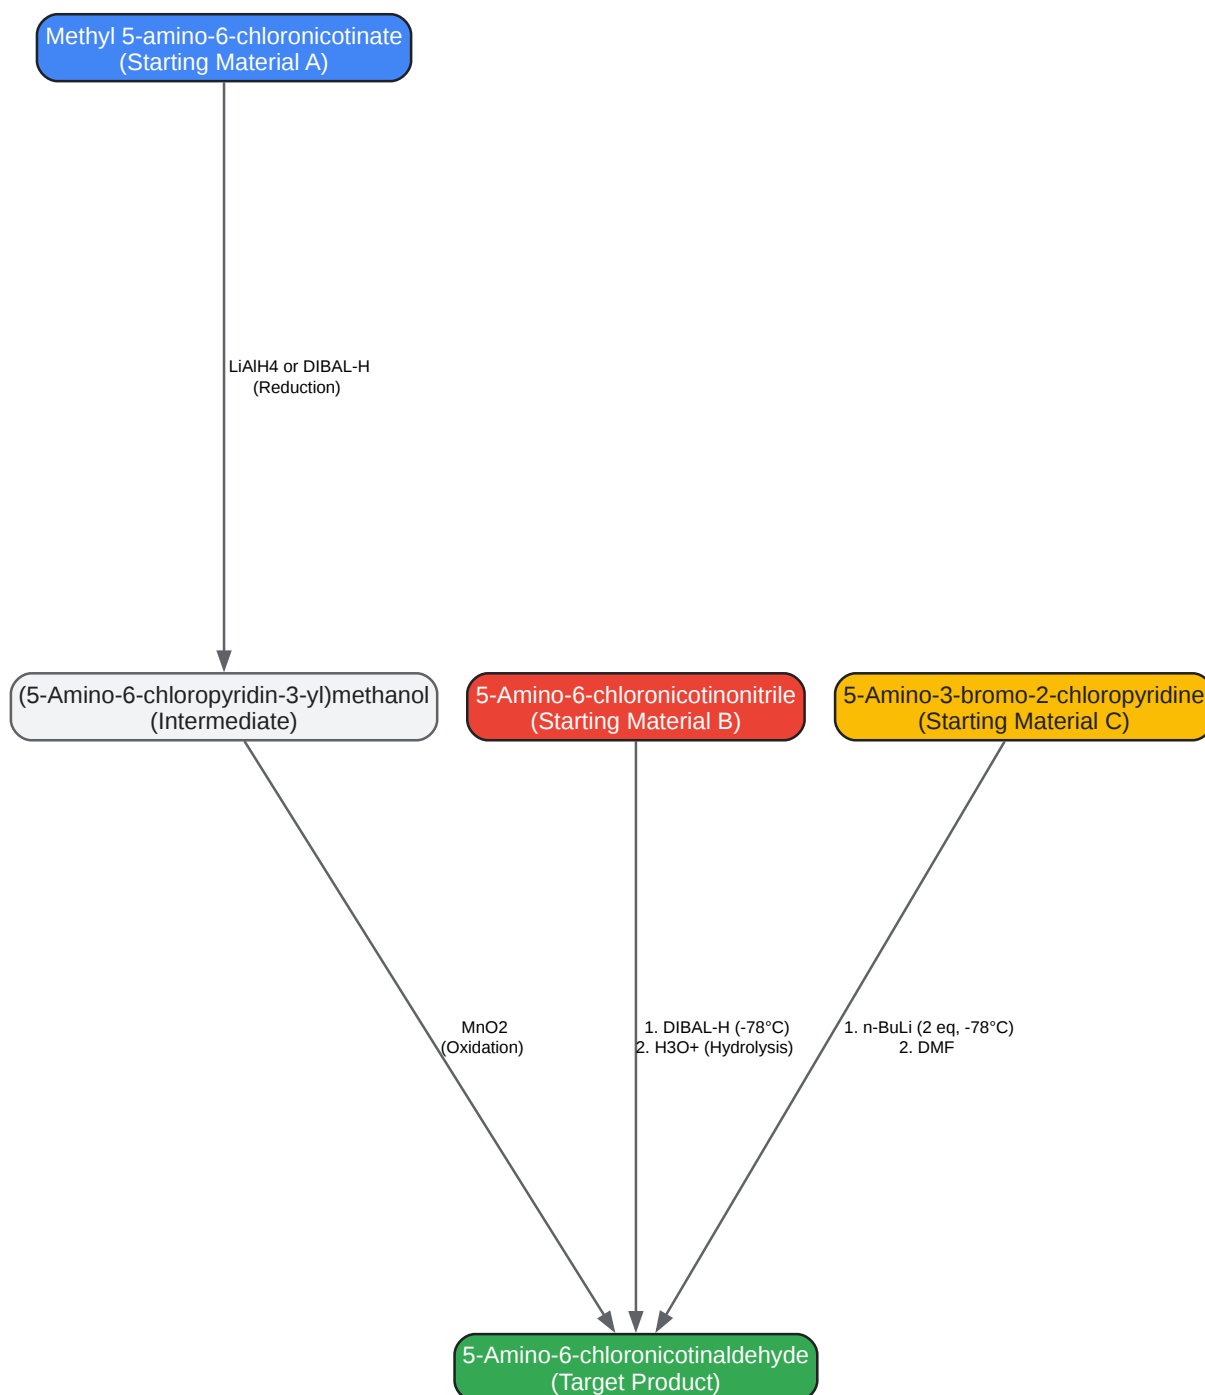 Methyl 5-amino-6-chloronicotinate
(Starting Material A)
LiAlH4 or DIBAL-H
(Reduction)
(5-Amino-6-chloropyridin-3-yl)methanol
(Intermediate)
5-Amino-6-chloronicotinonitrile
(Starting Material B)
5-Amino-3-bromo-2-chloropyridine
(Starting Material C)
MnO2
(Oxidation)
1. DIBAL-H (-78°C)
2. H3O+ (Hydrolysis)
1. n-BuLi (2 eq, -78°C)
2. DMF
5-Amino-6-chloronicotinaldehyde
(Target Product)